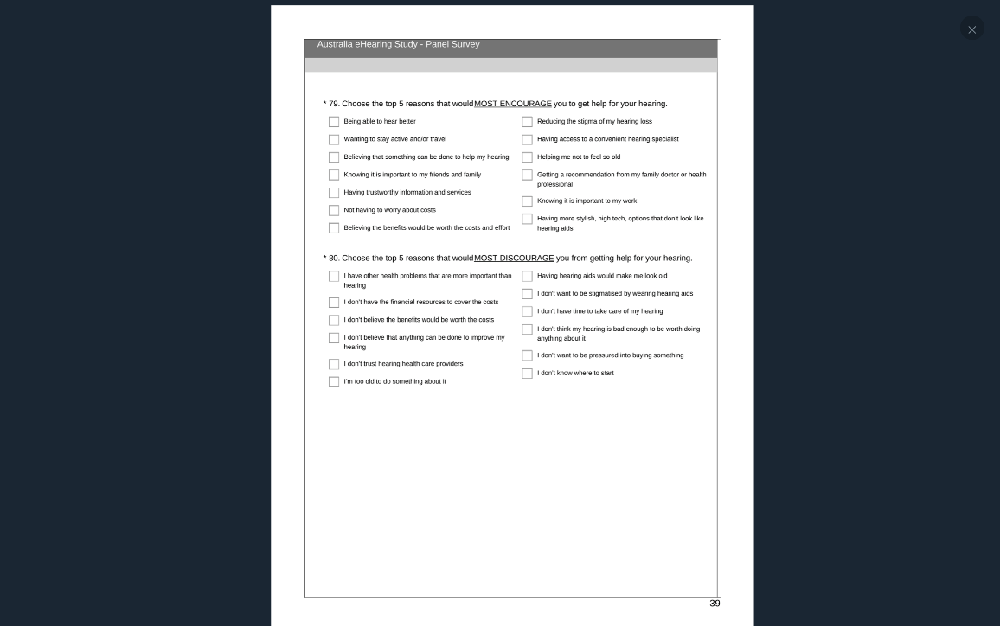 Australia eHearing Study - Panel Survey
* 79. Choose the top 5 reasons that would MOST ENCOURAGE you to get help for your hearing.
Being able to hear better
Wanting to stay active and/or travel
Believing that something can be done to help my hearing
Knowing it is important to my friends and family
Having trustworthy information and services
Not having to worry about costs
Believing the benefits would be worth the costs and effort
Reducing the stigma of my hearing loss
Having access to a convenient hearing specialist
Helping me not to feel so old
Getting a recommendation from my family doctor or health
professional
Knowing it is important to my work
Having more stylish, high tech, options that don't look like
hearing aids
* 80. Choose the top 5 reasons that would MOST DISCOURAGE you from getting help for your hearing.
I have other health problems that are more important than
hearing
I don't have the financial resources to cover the costs
I don't believe the benefits would be worth the costs
I don't believe that anything can be done to improve my
hearing
I don't trust hearing health care providers
I'm too old to do something about it
Having hearing aids would make me look old
I don't want to be stigmatised by wearing hearing aids
I don't have time to take care of my hearing
I don't think my hearing is bad enough to be worth doing
anything about it
I don't want to be pressured into buying something
I don't know where to start
39